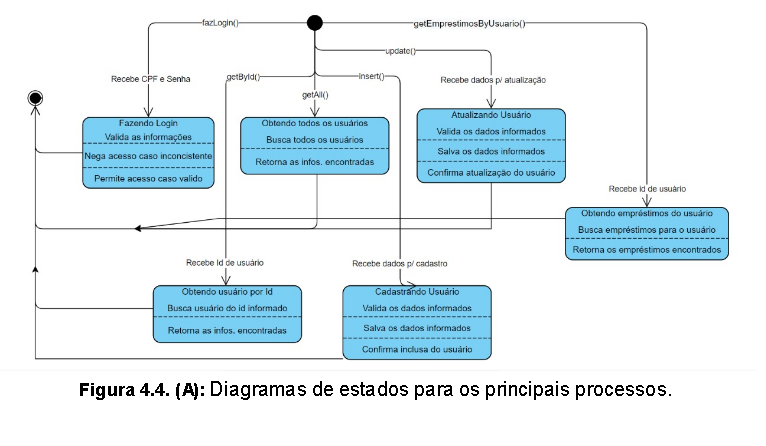 fazLogin()
getEmprestimosByUsuario()
update()
Recebe CPF e Senha
getById()
insert()
Recebe dados p/ atualização
getAll()
Fazendo Login
Valida as informações
Nega acesso caso inconcistente
Permite acesso caso valido
Obtendo todos os usuários
Busca todos os usuários
Retorna as infos. encontradas
Atualizando Usuário
Valida os dados informados
Salva os dados informados
Confirma atualização do usuário
Recebe id de usuário
Obtendo empréstimos do usuário
Busca empréstimos para o usuário
Retorna os empréstimos encontrados
Recebe Id de usuário
Recebe dados p/ cadastro
Obtendo usuário por Id
Busca usuário do id informado
Retorna as infos. encontradas
Cadastrando Usuário
Valida os dados informados
Salva os dados informados
Confirma inclusa do usuário
Figura 4.4. (A): Diagramas de estados para os principais processos.